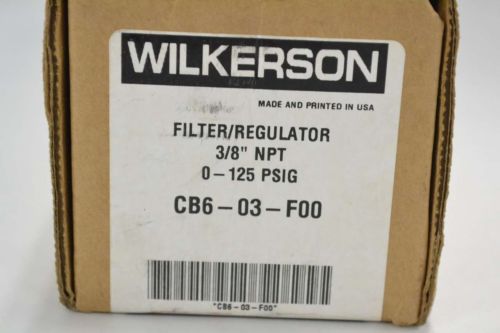 WILKERSON
MADE AND PRINTED IN USA
FILTER/REGULATOR
3/8" NPT
0-125 PSIG
CB6-03-F00
"CB6-03-F00"